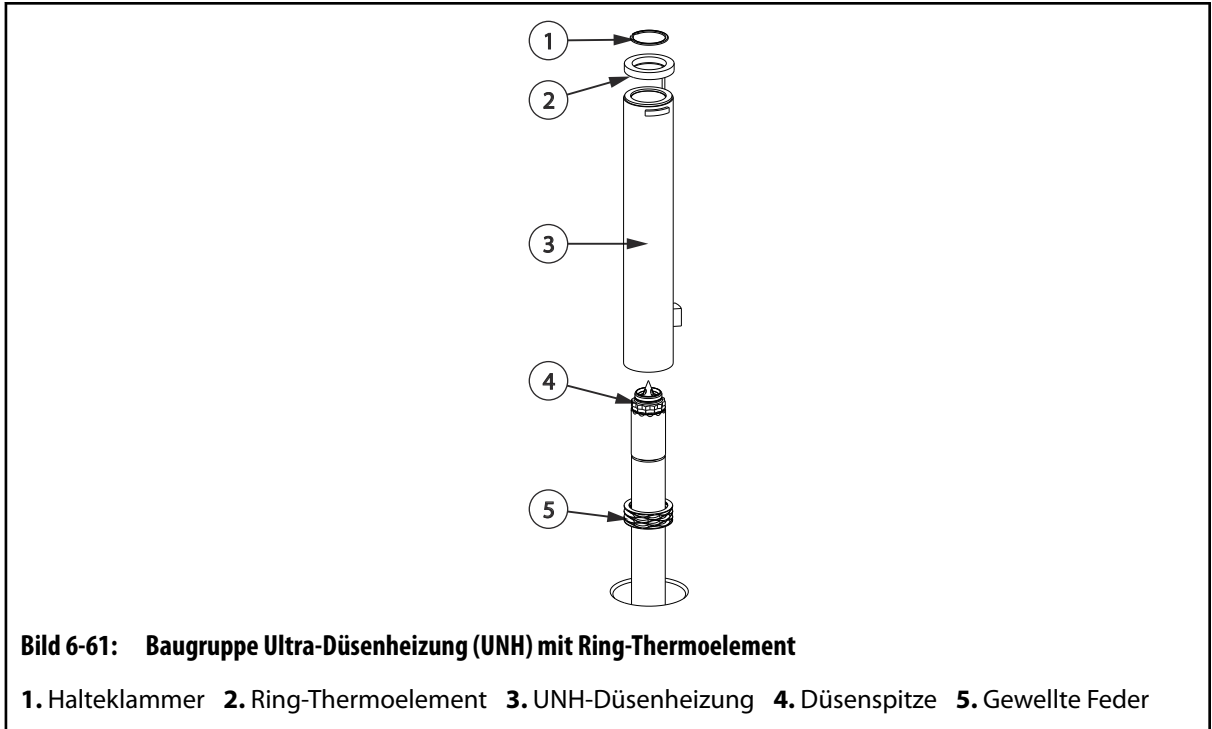 1
2
3
4
5
Bild 6-61: Baugruppe Ultra-Düsenheizung (UNH) mit Ring-Thermoelement
1. Halteklammer 2. Ring-Thermoelement 3. UNH-Düsenheizung 4. Düsenspitze 5. Gewellte Feder